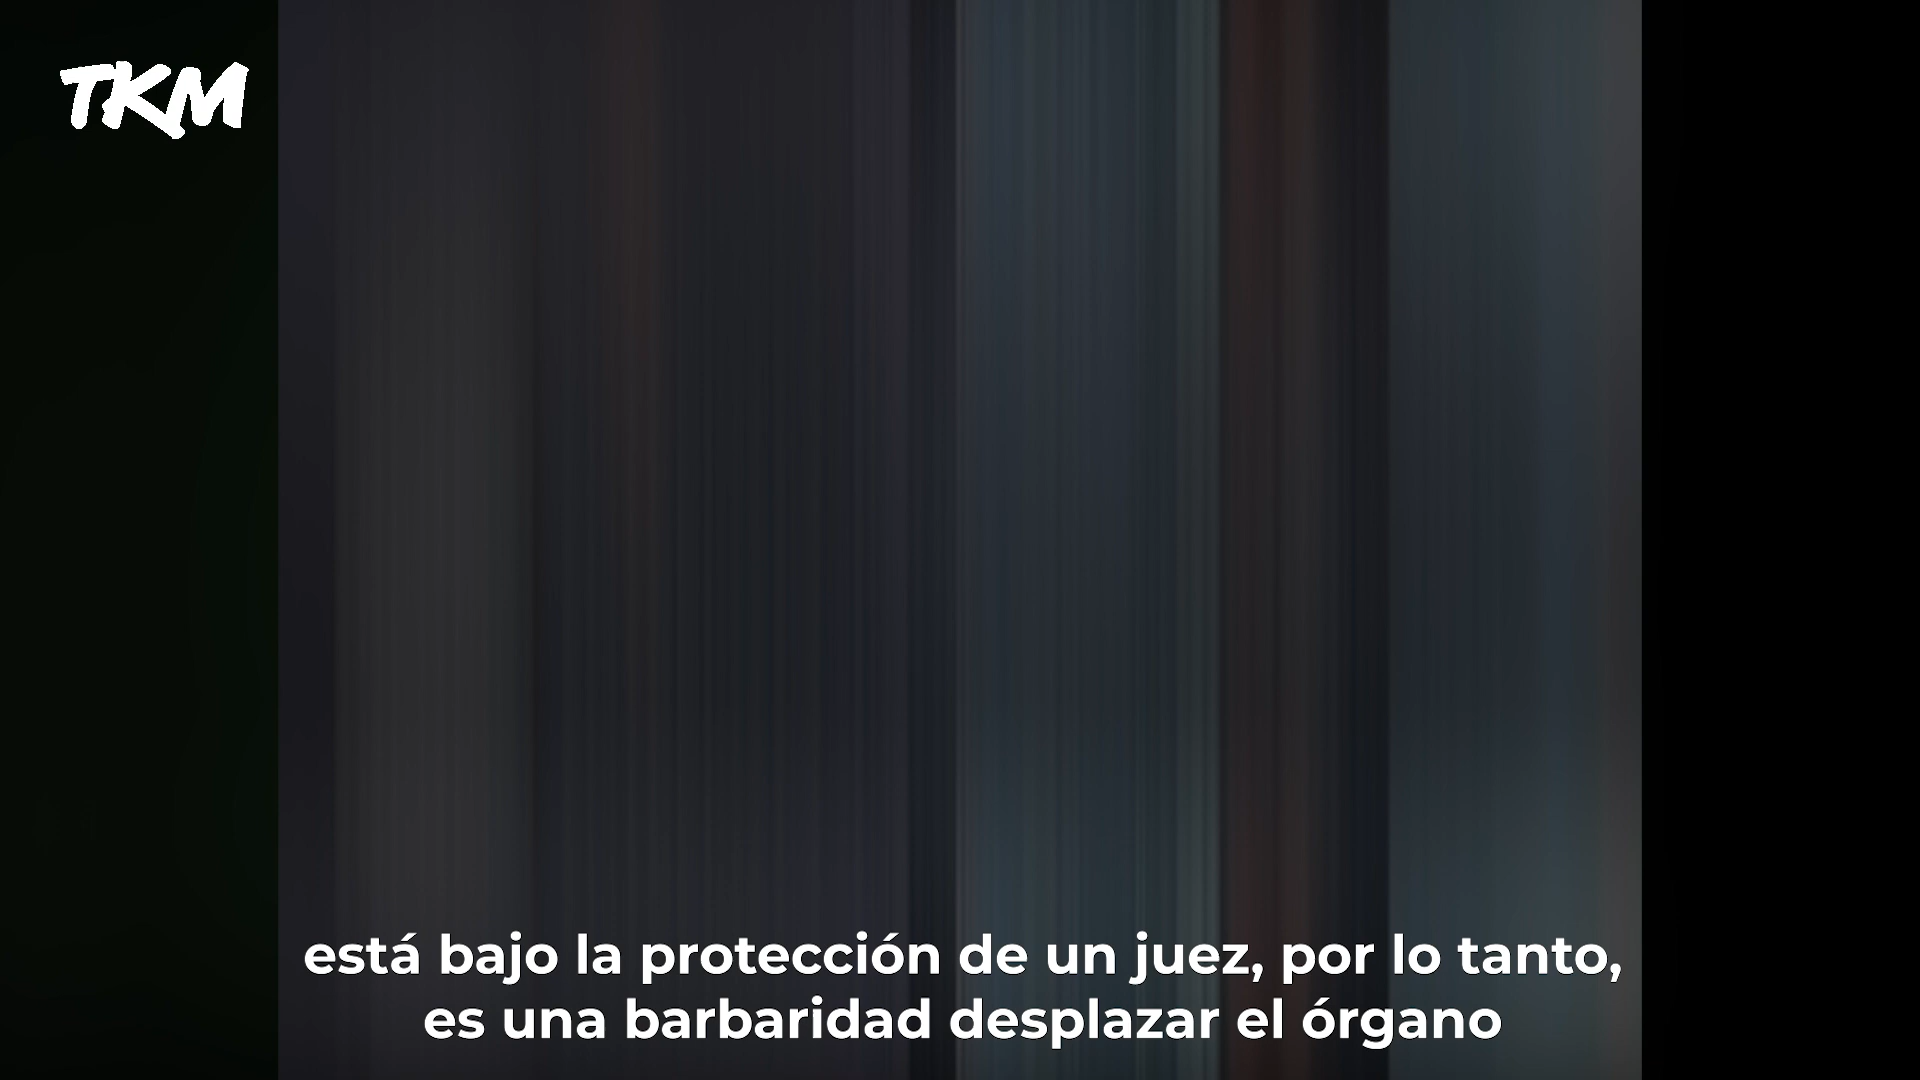 TKM
está bajo la protección de un juez, por lo tanto,
es una barbaridad desplazar el órgano